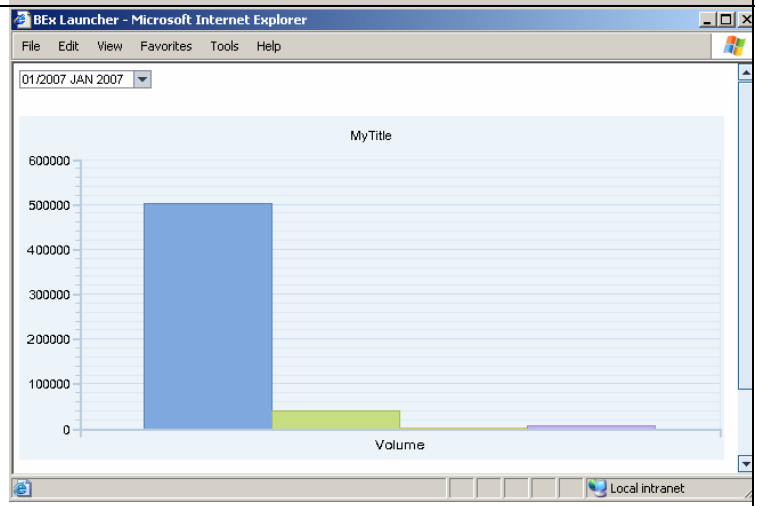 BEx Launcher - Microsoft Internet Explorer
File Edit View Favorites Tools Help
01/2007 JAN 2007
MyTitle
600000
500000
400000
300000
200000
100000
0
Volume
Local intranet